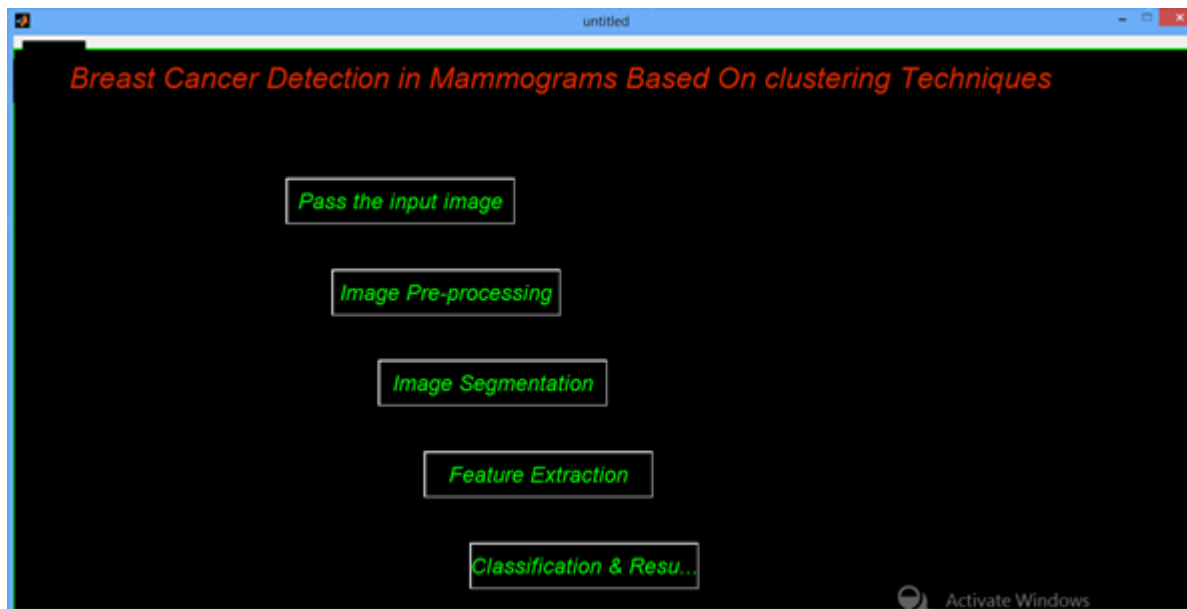 untitled
Breast Cancer Detection in Mammograms Based On clustering Techniques
Pass the input image
Image Pre-processing
Image Segmentation
Feature Extraction
Classification & Resu...
Activate Windows